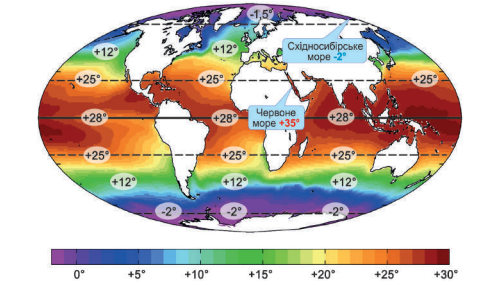 -1,5°
Східносибірське
море -2°
+12° +12°
+25° +25° +25°
Червоне
море +35°
+28° +28° +28°
+25° +25° +25°
+12° +12° +12°
-2° -2° -2°
0° +5° +10° +15° +20° +25° +30°